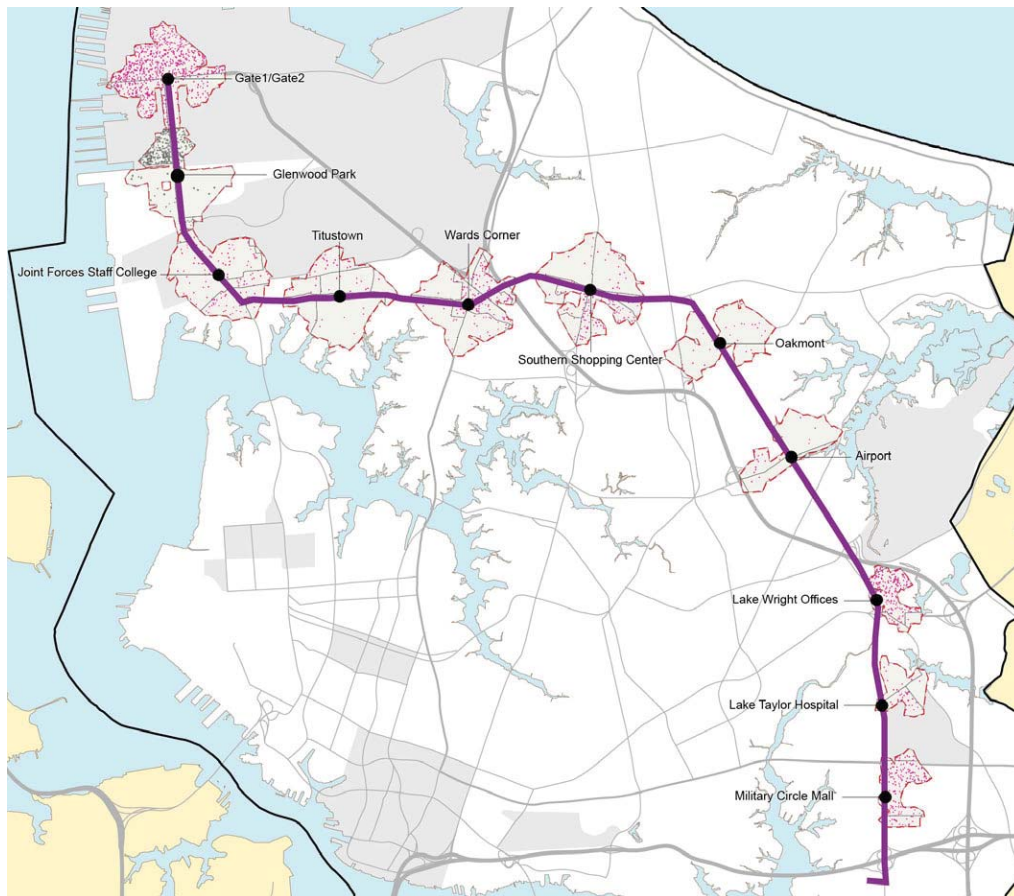 Gate1/Gate2
Glenwood Park
Titustown
Wards Corner
Joint Forces Staff College
Southern Shopping Center
Oakmont
Airport
Lake Wright Offices
Lake Taylor Hospital
Military Circle Mall